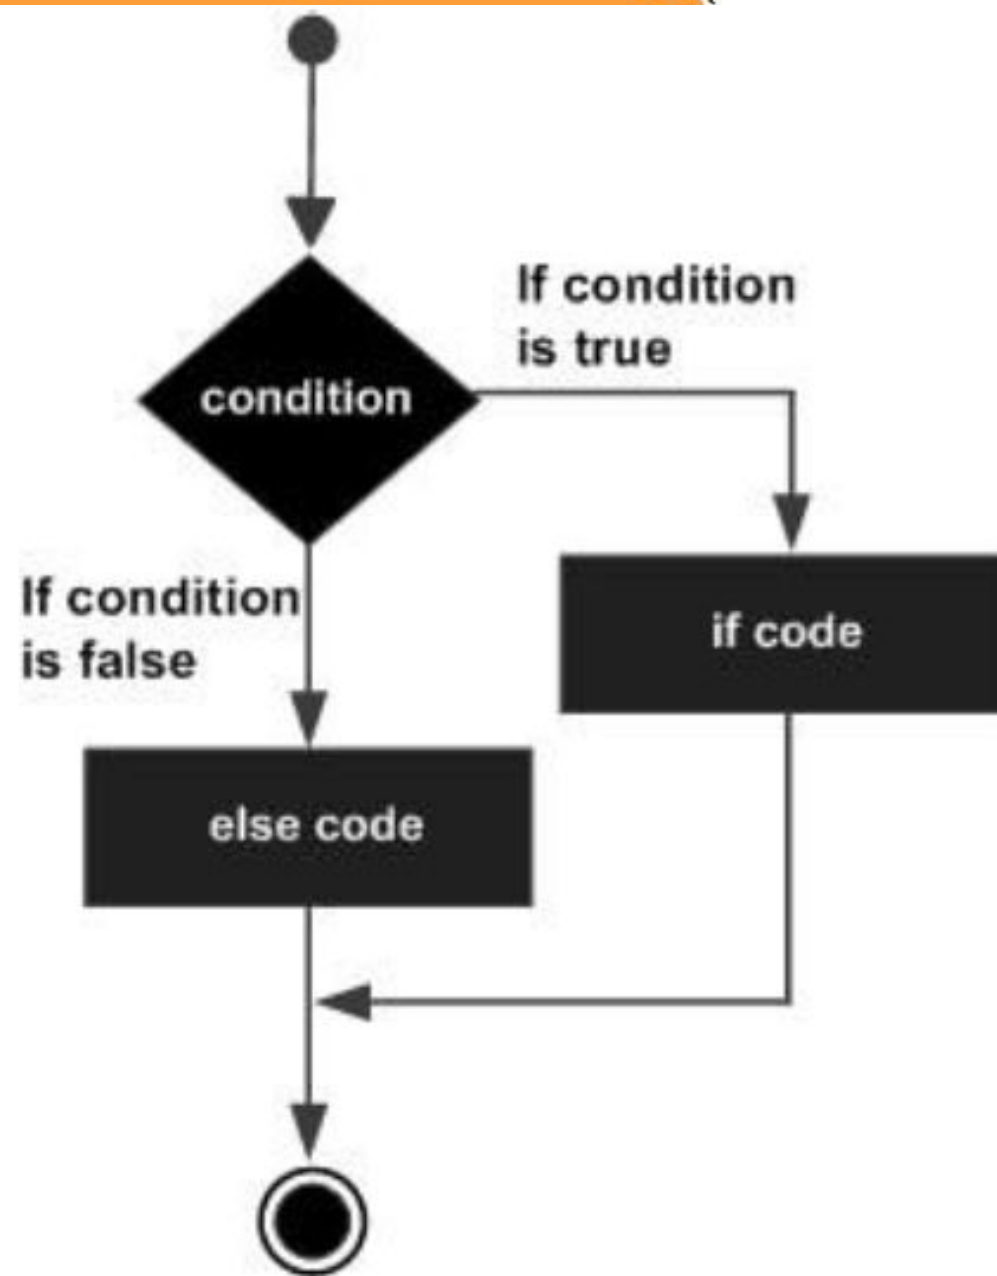 If condition
is true
condition
If condition
is false
if code
else code